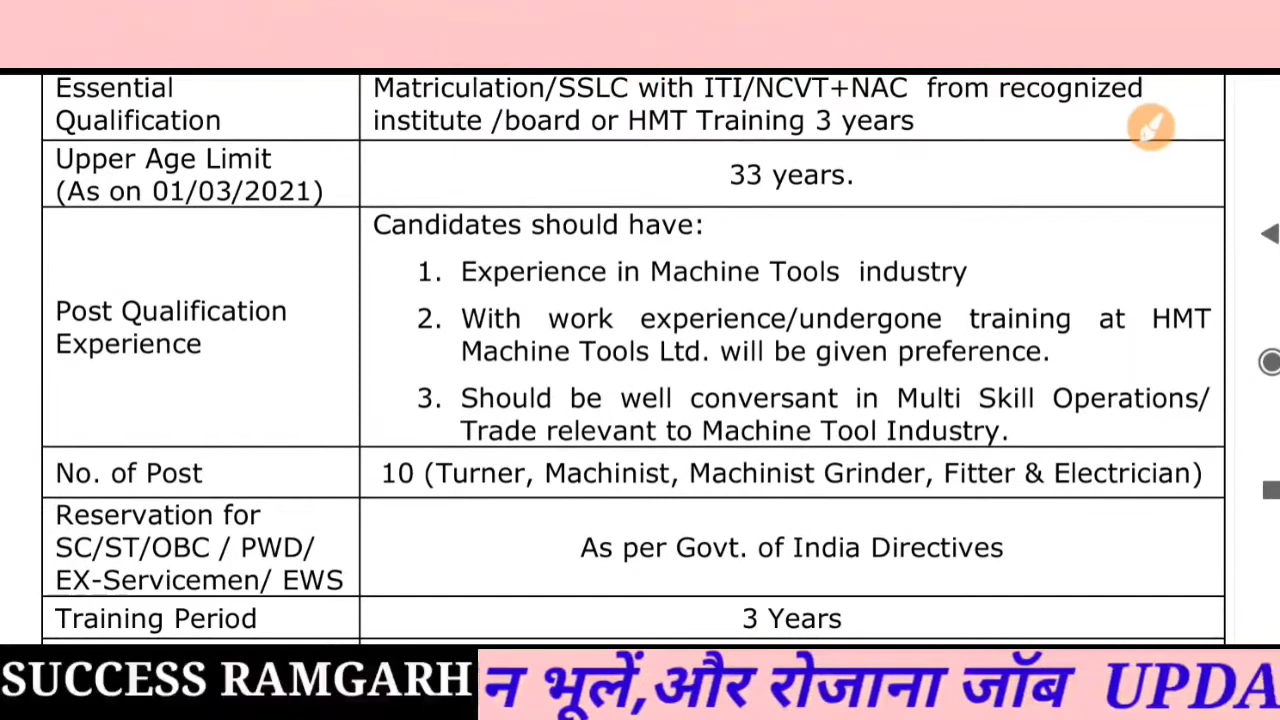 Essential
Qualification
Matriculation/SSLC with ITI/NCVT+NAC from recognized
institute /board or HMT Training 3 years
Upper Age Limit
(As on 01/03/2021)
33 years.
Post Qualification
Experience
Candidates should have:
1. Experience in Machine Tools industry
2. With work experience/undergone training at HMT
Machine Tools Ltd. will be given preference.
3. Should be well conversant in Multi Skill Operations/
Trade relevant to Machine Tool Industry.
No. of Post
10 (Turner, Machinist, Machinist Grinder, Fitter & Electrician)
Reservation for
SC/ST/OBC / PWD/
EX-Servicemen/ EWS
As per Govt. of India Directives
Training Period
3 Years
SUCCESS RAMGARH
न भूलें,और रोजाना जॉब UPDA